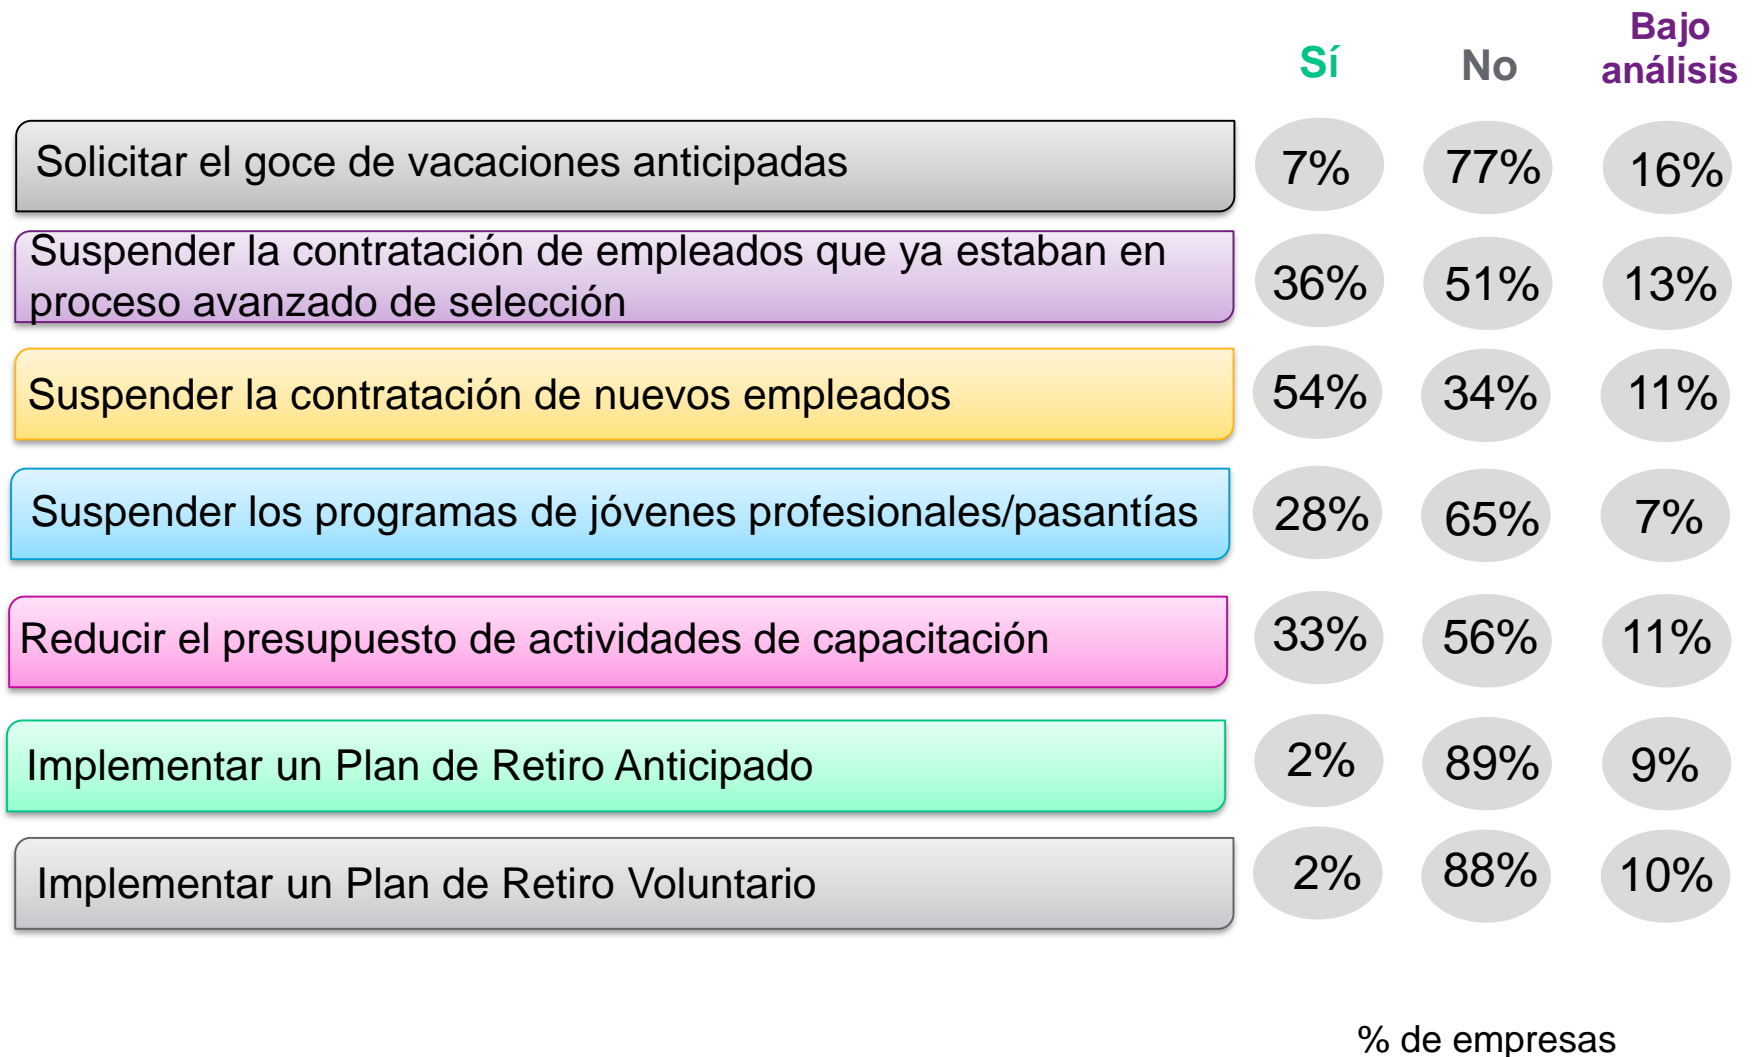 Sí No Bajo
análisis
Solicitar el goce de vacaciones anticipadas 7% 77% 16%
Suspender la contratación de empleados que ya estaban en
proceso avanzado de selección 36% 51% 13%
Suspender la contratación de nuevos empleados 54% 34% 11%
Suspender los programas de jóvenes profesionales/pasantías 28% 65% 7%
Reducir el presupuesto de actividades de capacitación 33% 56% 11%
Implementar un Plan de Retiro Anticipado 2% 89% 9%
Implementar un Plan de Retiro Voluntario 2% 88% 10%
% de empresas